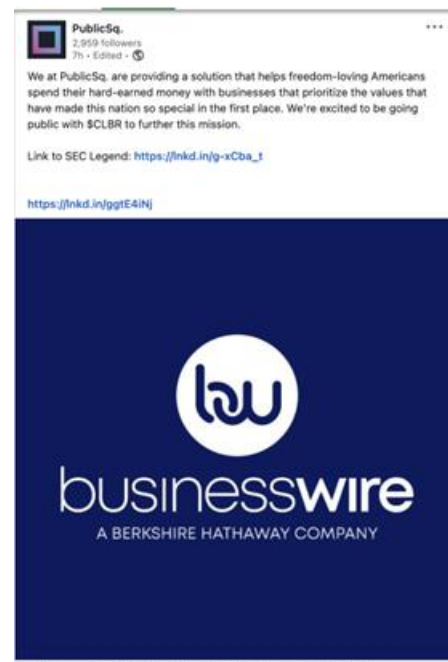 PublicSq.
2,959 followers
7h • Edited •
We at PublicSq. are providing a solution that helps freedom-loving Americans
spend their hard-earned money with businesses that prioritize the values that
have made this nation so special in the first place. We're excited to be going
public with $CLBR to further this mission.
Link to SEC Legend: https://lnkd.in/g-xCba_t
https://lnkd.in/ggtE4iNj
bw
businesswire
A BERKSHIRE HATHAWAY COMPANY